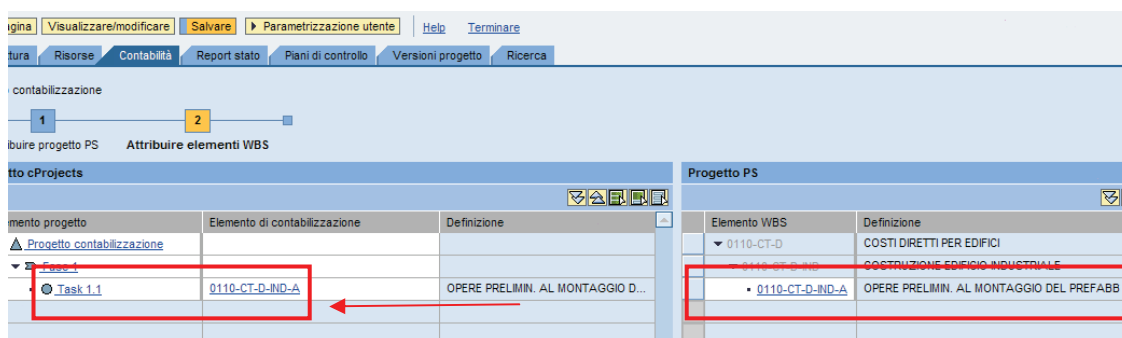 agina Visualizzare/modificare Salvare Parametrizzazione utente Help Terminare
ttura Risorse Contabilità Report stato Piani di controllo Versioni progetto Ricerca
contabilizzazione
1 2
ibuire progetto PS Attribuire elementi WBS
tto cProjects Progetto PS
emento progetto Elemento di contabilizzazione Definizione Elemento WBS Definizione
Progetto contabilizzazione 0110-CT-D COSTI DIRETTI PER EDIFICI
Fase 1 0110-CT-D-IND COSTRUZIONE EDIFICIO INDUSTRIALE
Task 1.1 0110-CT-D-IND-A OPERE PRELIMIN. AL MONTAGGIO D... 0110-CT-D-IND-A OPERE PRELIMIN. AL MONTAGGIO DEL PREFABB